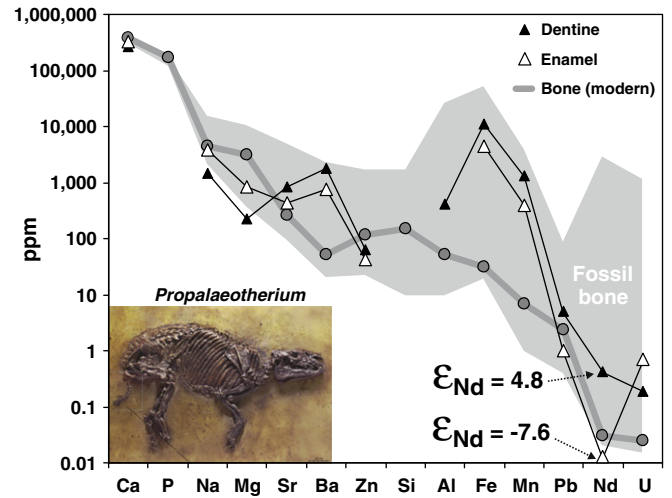 1,000,000
100,000
10,000
1,000
100
10
1
0.1
0.01
ppm
Dentine
Enamel
Bone (modern)
Fossil
bone
Propalaeotherium
εNd = 4.8
εNd = -7.6
Ca P Na Mg Sr Ba Zn Si Al Fe Mn Pb Nd U